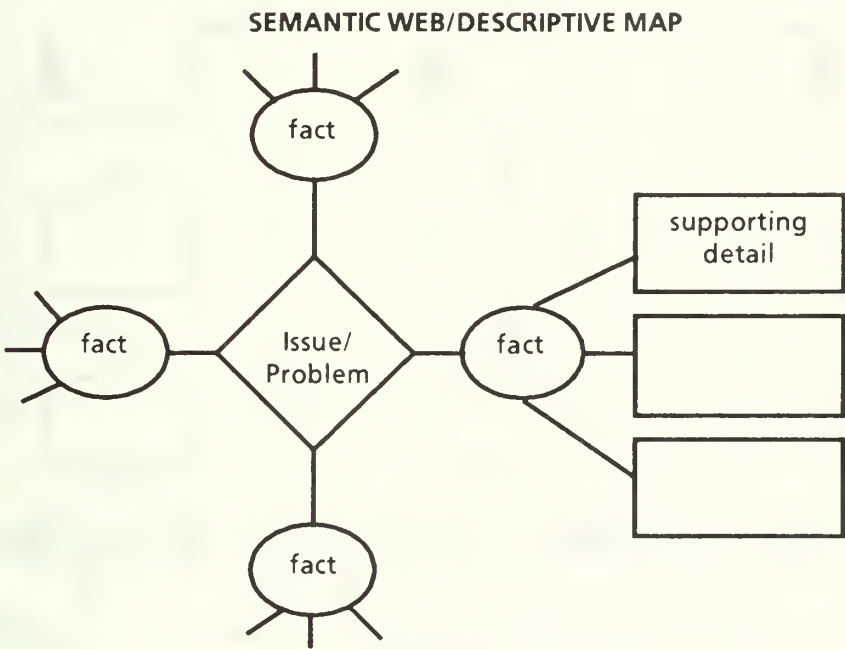 SEMANTIC WEB/DESCRIPTIVE MAP
fact
supporting
detail
fact
Issue/
Problem
fact
fact